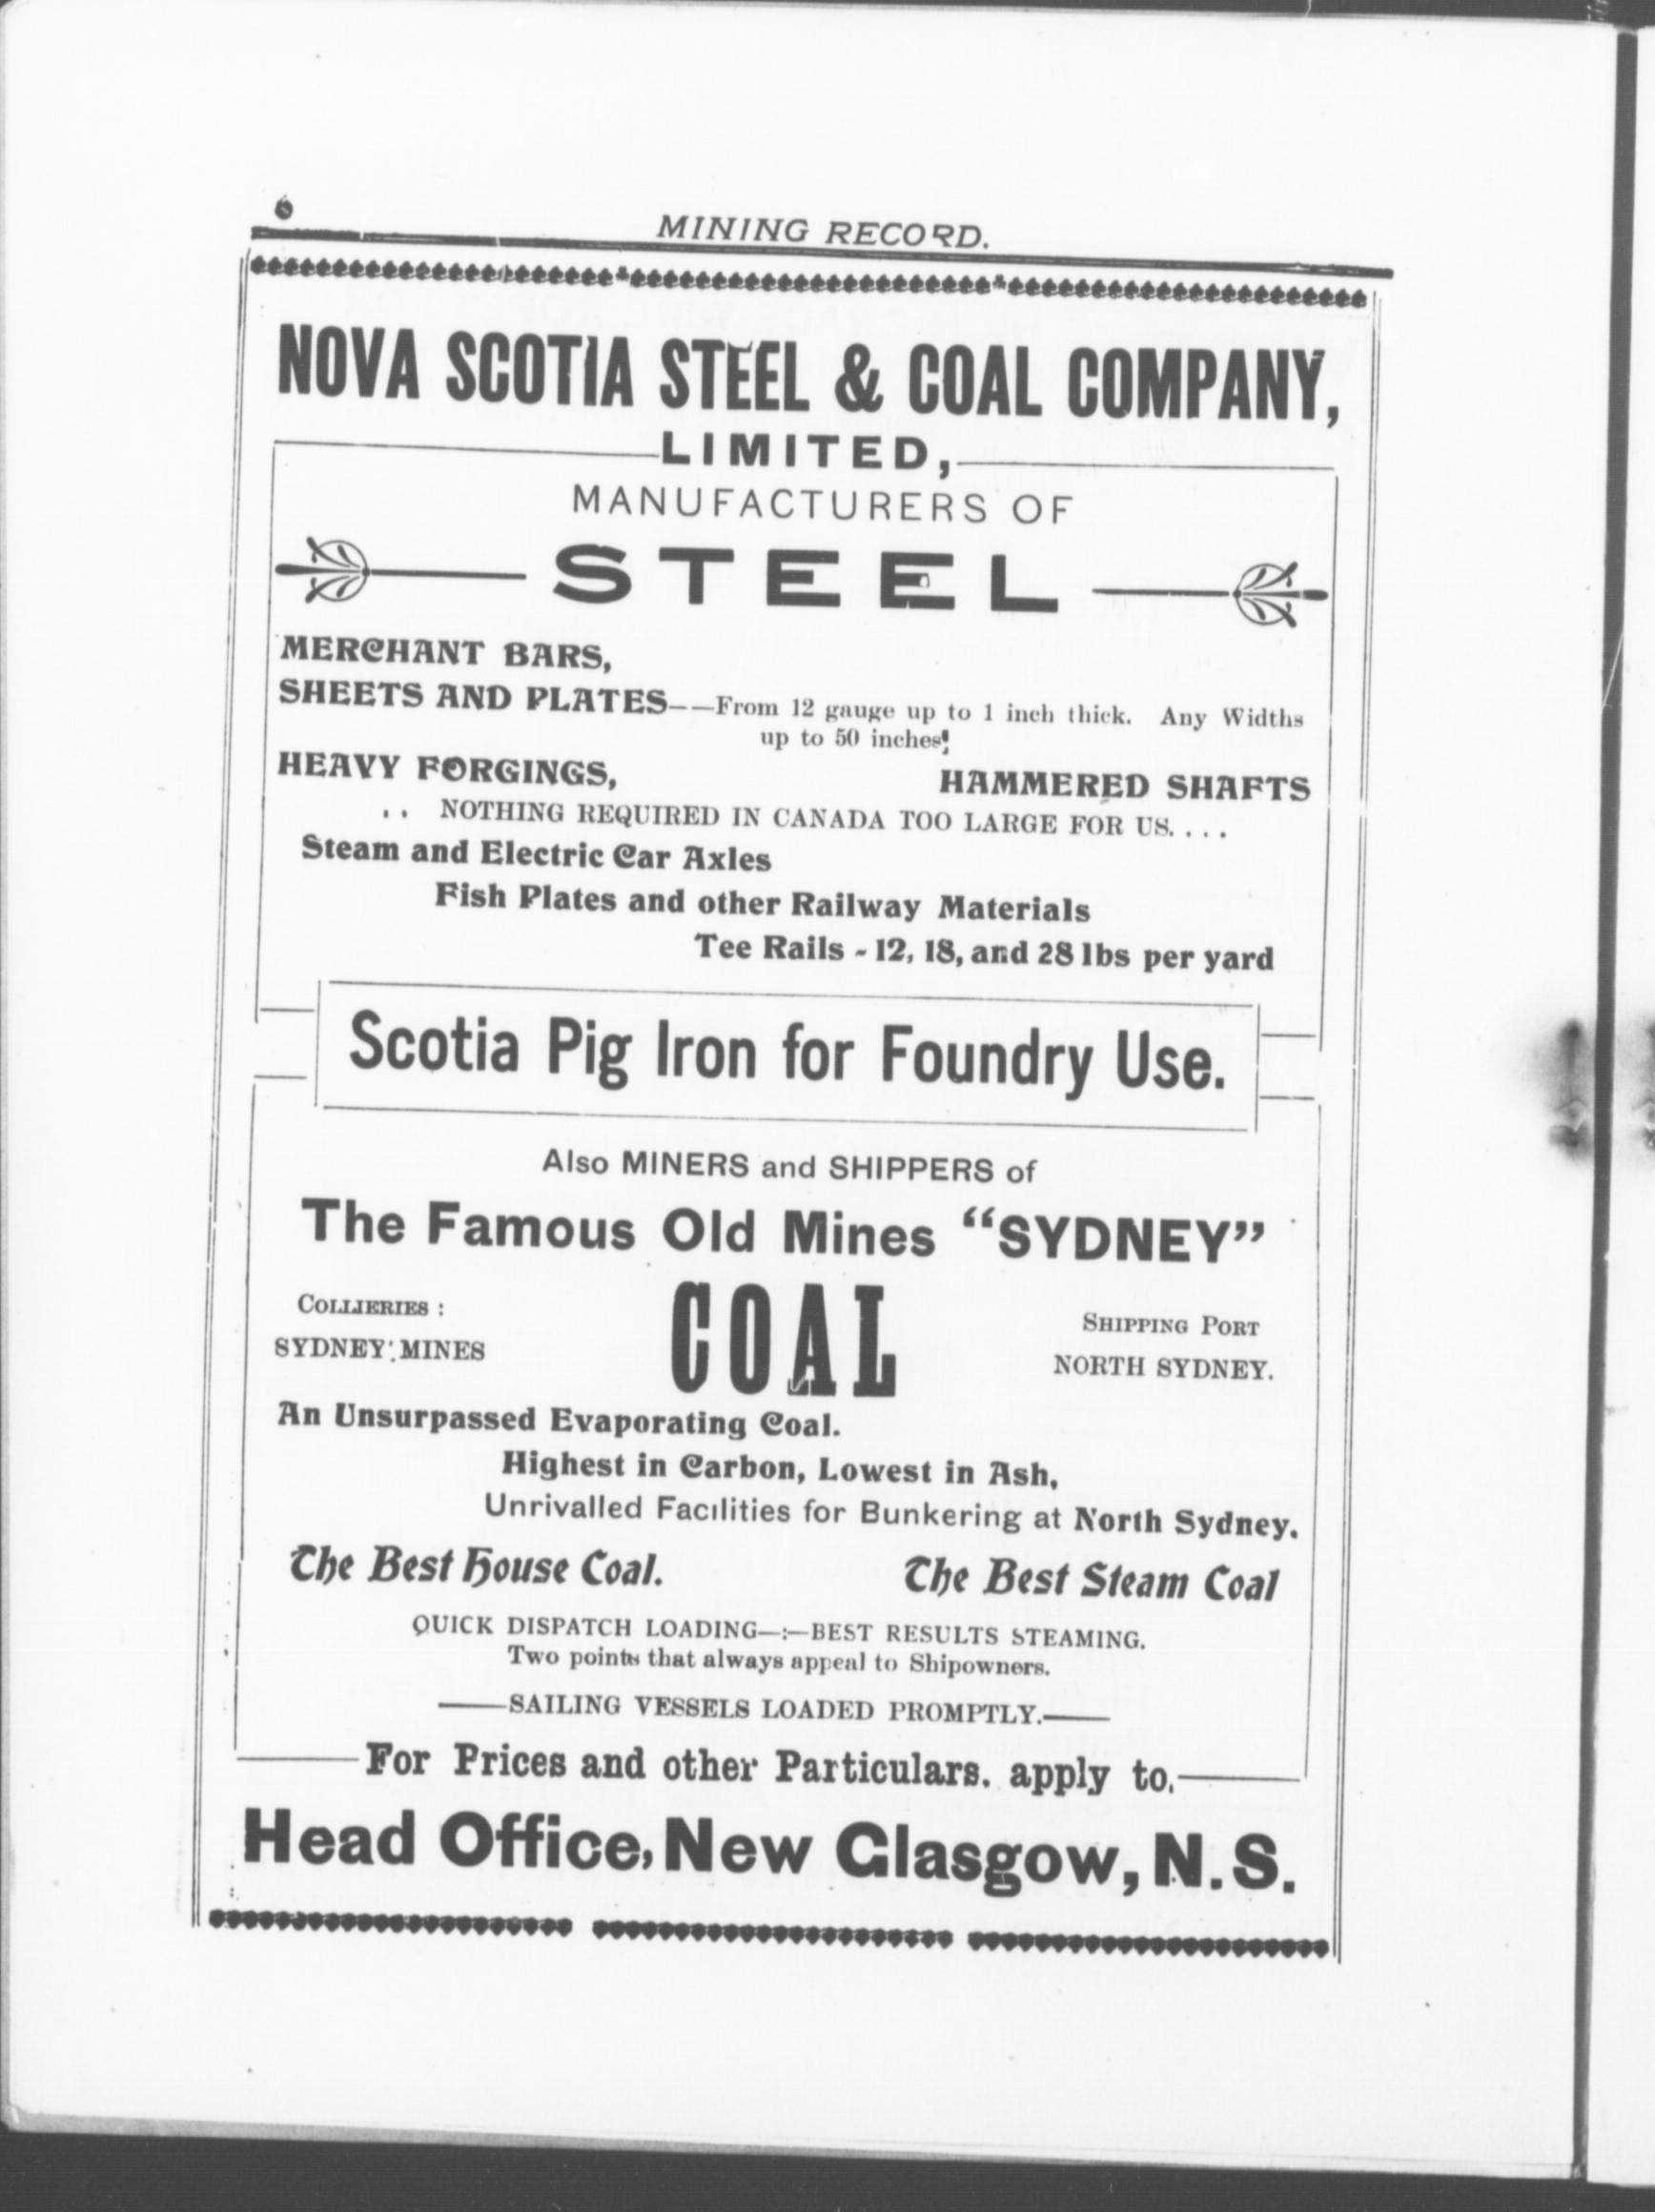 6
MINING RECORD.
NOVA SCOTIA STEEL & COAL COMPANY,
LIMITED,
MANUFACTURERS OF
STEEL
MERCHANT BARS,
SHEETS AND PLATES——From 12 gauge up to 1 inch thick. Any Widths
up to 50 inches.
HEAVY FORGINGS, HAMMERED SHAFTS
. . NOTHING REQUIRED IN CANADA TOO LARGE FOR US. . . .
Steam and Electric Car Axles
Fish Plates and other Railway Materials
Tee Rails - 12, 18, and 28 lbs per yard
Scotia Pig Iron for Foundry Use.
Also MINERS and SHIPPERS of
The Famous Old Mines "SYDNEY"
COLLIERIES :
SYDNEY MINES
COAL
SHIPPING PORT
NORTH SYDNEY.
An Unsurpassed Evaporating Coal.
Highest in Carbon, Lowest in Ash,
Unrivalled Facilities for Bunkering at North Sydney.
The Best House Coal. The Best Steam Coal
QUICK DISPATCH LOADING—:—BEST RESULTS STEAMING.
Two points that always appeal to Shipowners.
——SAILING VESSELS LOADED PROMPTLY.——
For Prices and other Particulars. apply to,
Head Office, New Glasgow, N.S.